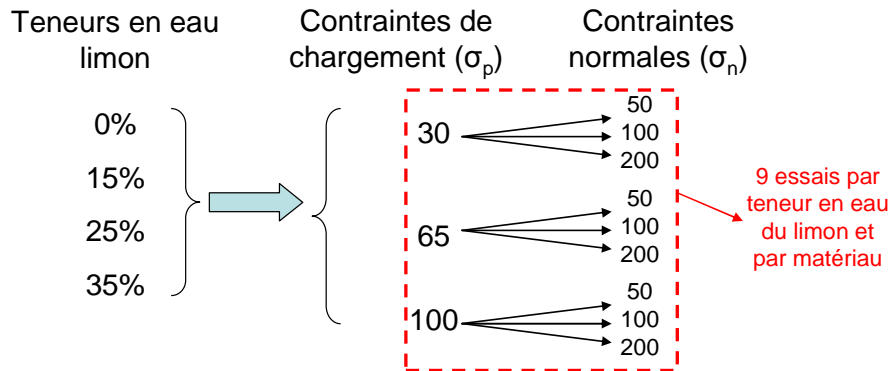 Teneurs en eau
limon
Contraintes de
chargement (σp)
Contraintes
normales (σn)
0%
15%
25%
35%
30
50
100
200
65
50
100
200
100
50
100
200
9 essais par
teneur en eau
du limon et
par matériau